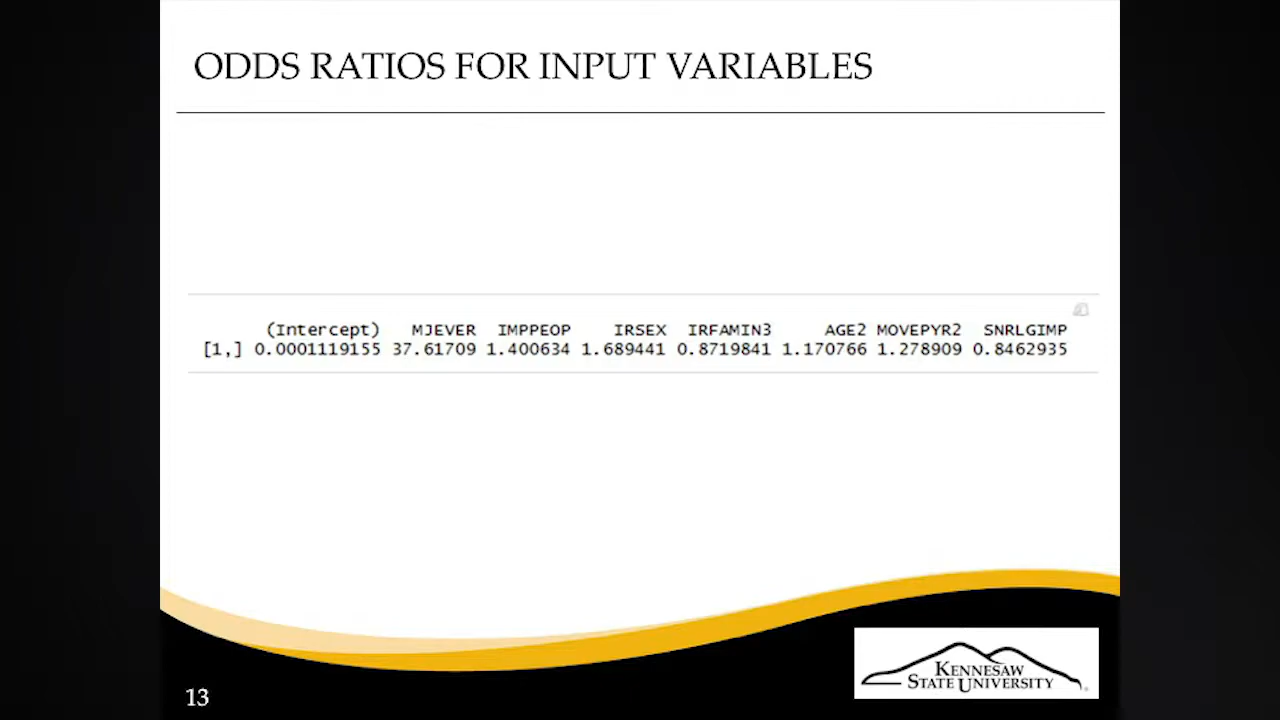 ODDS RATIOS FOR INPUT VARIABLES
(Intercept) MJEVER IMPPEOP IRSEX IRFAMIN3 AGE2 MOVEPYR2 SNRLGIMP
[1,] 0.0001119155 37.61709 1.400634 1.689441 0.8719841 1.170766 1.278909 0.8462935
KENNESAW
STATE UNIVERSITY
13